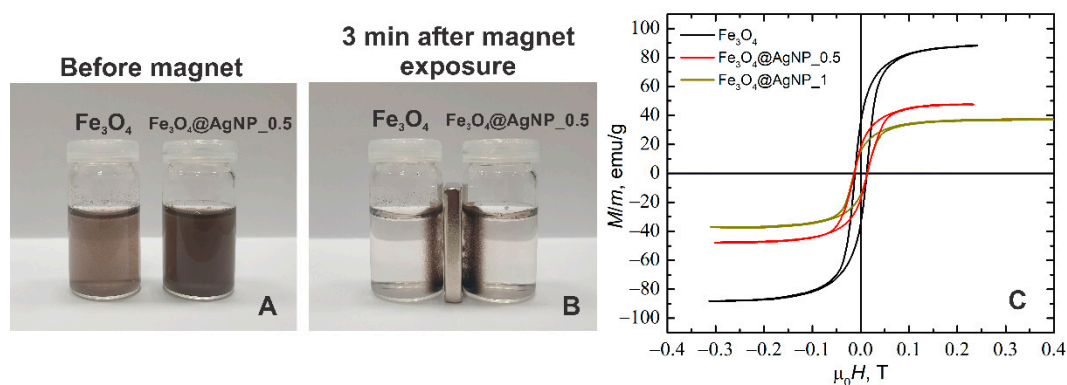 Before magnet
Fe₃O₄ Fe₃O₄@AgNP_0.5
A
3 min after magnet
exposure
Fe₃O₄ Fe₃O₄@AgNP_0.5
B
Fe₃O₄
Fe₃O₄@AgNP_0.5
Fe₃O₄@AgNP_1
M/m, emu/g
100
80
60
40
20
0
−20
−40
−60
−80
−100
C
−0.4 −0.3 −0.2 −0.1 0.0 0.1 0.2 0.3 0.4
μ₀H, T